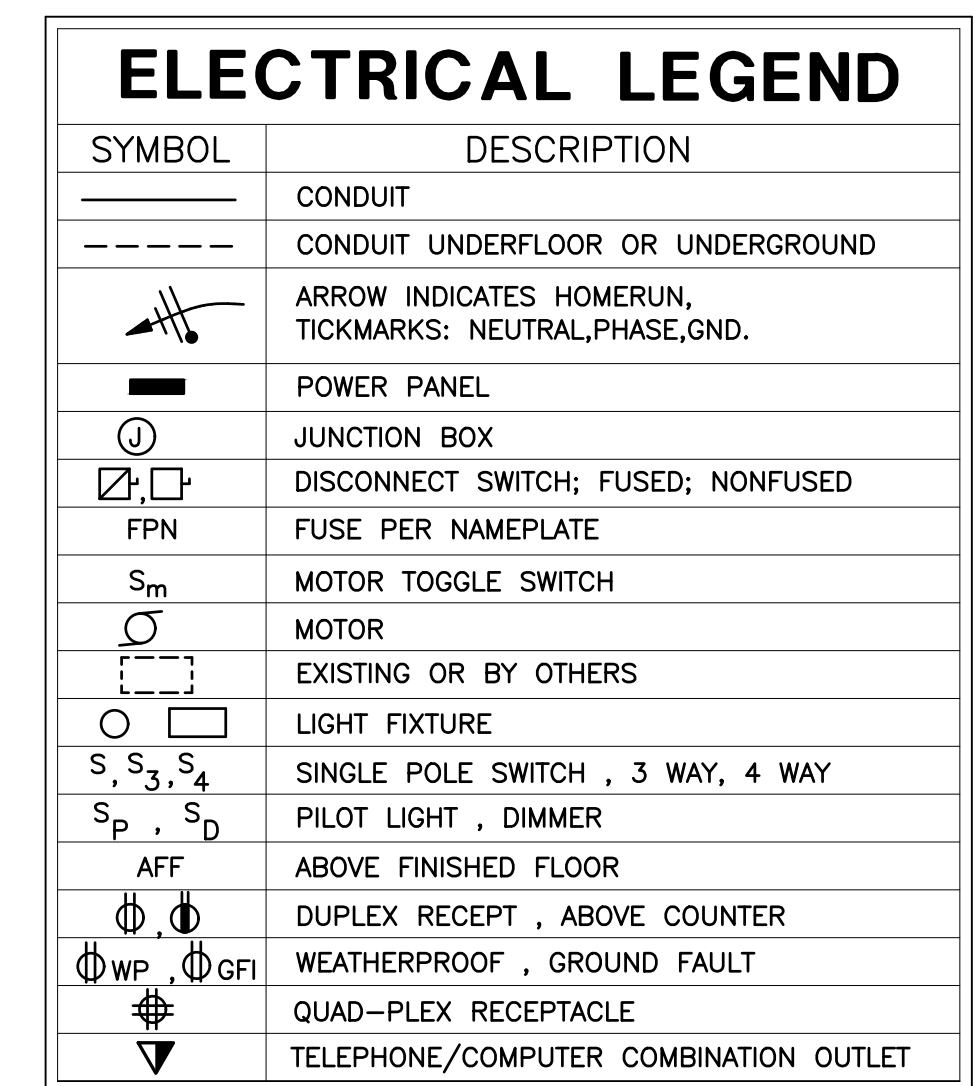 ELECTRICAL LEGEND
SYMBOL DESCRIPTION
CONDUIT
CONDUIT UNDERFLOOR OR UNDERGROUND
ARROW INDICATES HOMERUN,
TICKMARKS: NEUTRAL,PHASE,GND.
POWER PANEL
J JUNCTION BOX
, DISCONNECT SWITCH; FUSED; NONFUSED
FPN FUSE PER NAMEPLATE
Sm MOTOR TOGGLE SWITCH
MOTOR
EXISTING OR BY OTHERS
LIGHT FIXTURE
S, S3, S4 SINGLE POLE SWITCH , 3 WAY, 4 WAY
SP , SD PILOT LIGHT , DIMMER
AFF ABOVE FINISHED FLOOR
, DUPLEX RECEPT , ABOVE COUNTER
WP , GFI WEATHERPROOF , GROUND FAULT
QUAD-PLEX RECEPTACLE
TELEPHONE/COMPUTER COMBINATION OUTLET